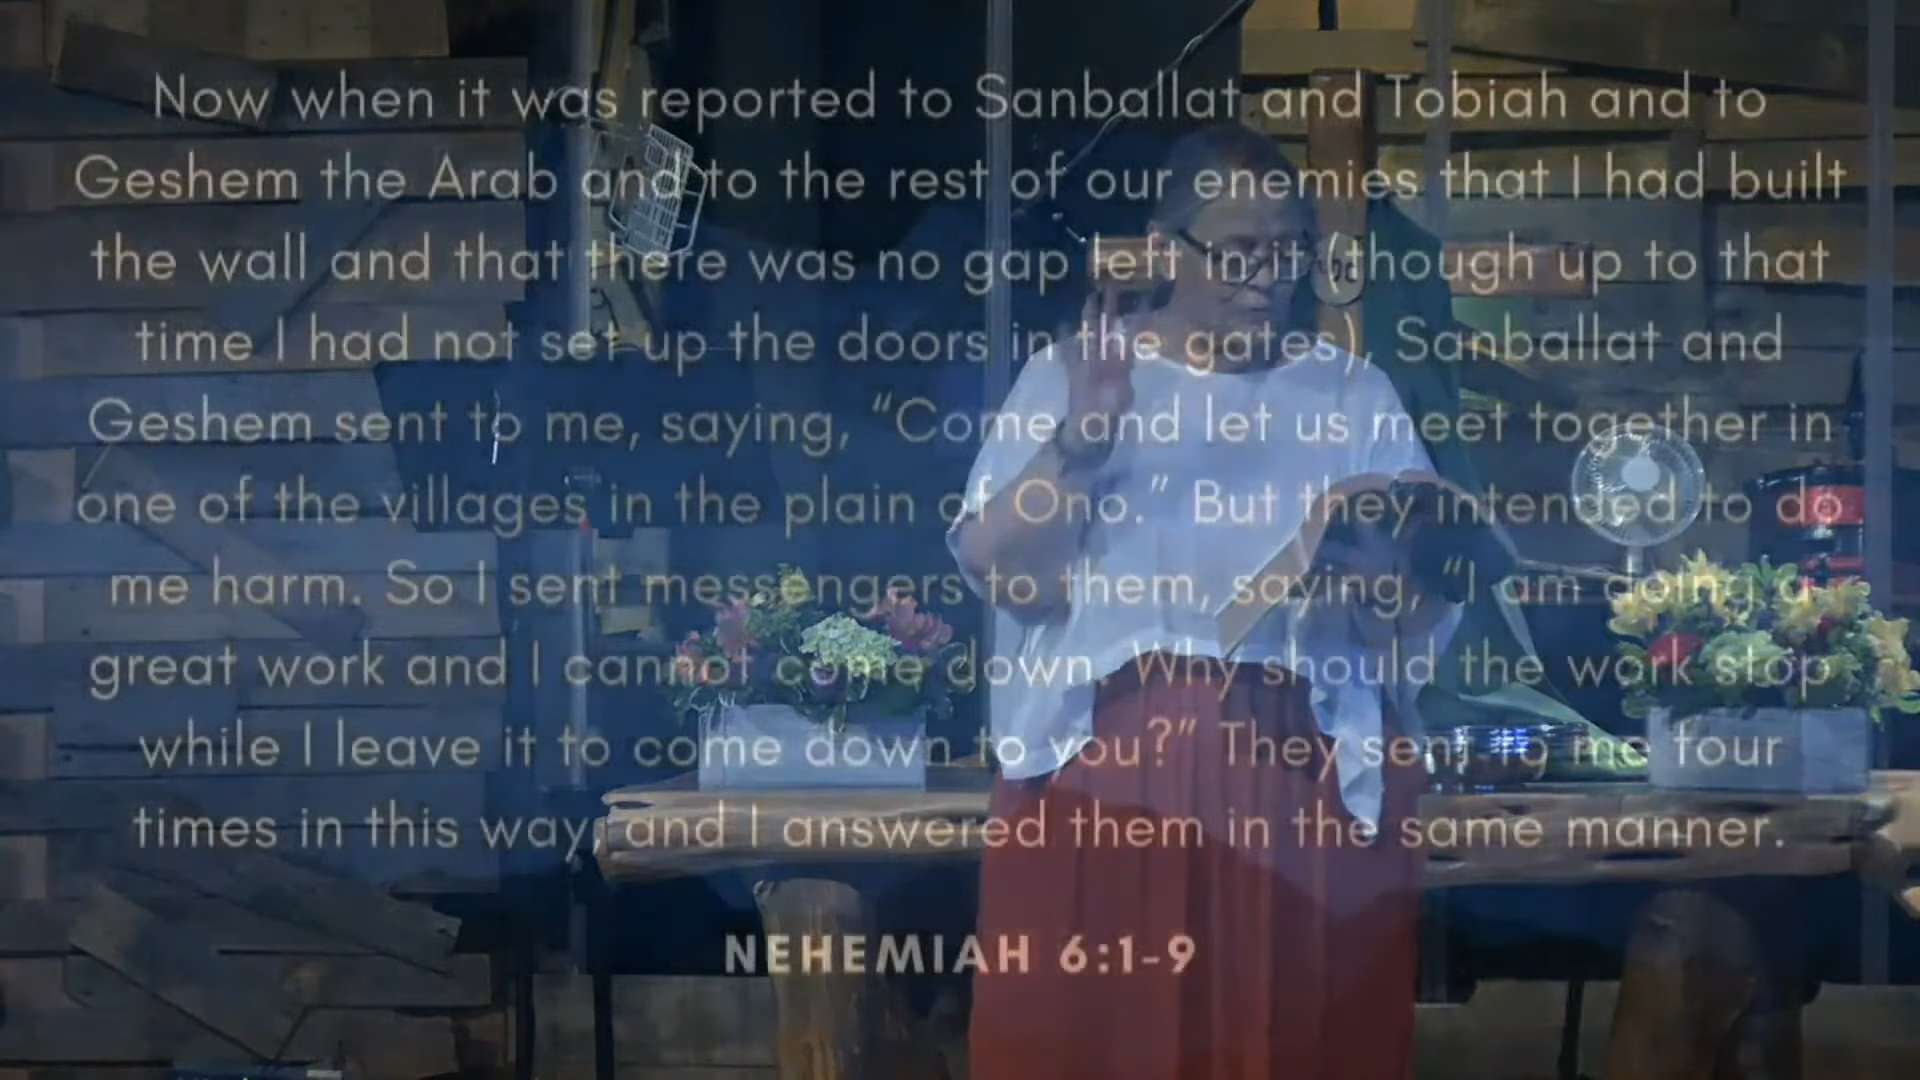 Now when it was reported to Sanballat and Tobiah and to
Geshem the Arab and to the rest of our enemies that I had built
the wall and that there was no gap left in it (though up to that
time I had not set up the doors in the gates), Sanballat and
Geshem sent to me, saying, “Come and let us meet together in
one of the villages in the plain of Ono.” But they intended to do
me harm. So I sent messengers to them, saying, “I am doing a
great work and I cannot come down. Why should the work stop
while I leave it to come down to you?” They sent to me four
times in this way, and I answered them in the same manner.
NEHEMIAH 6:1-9